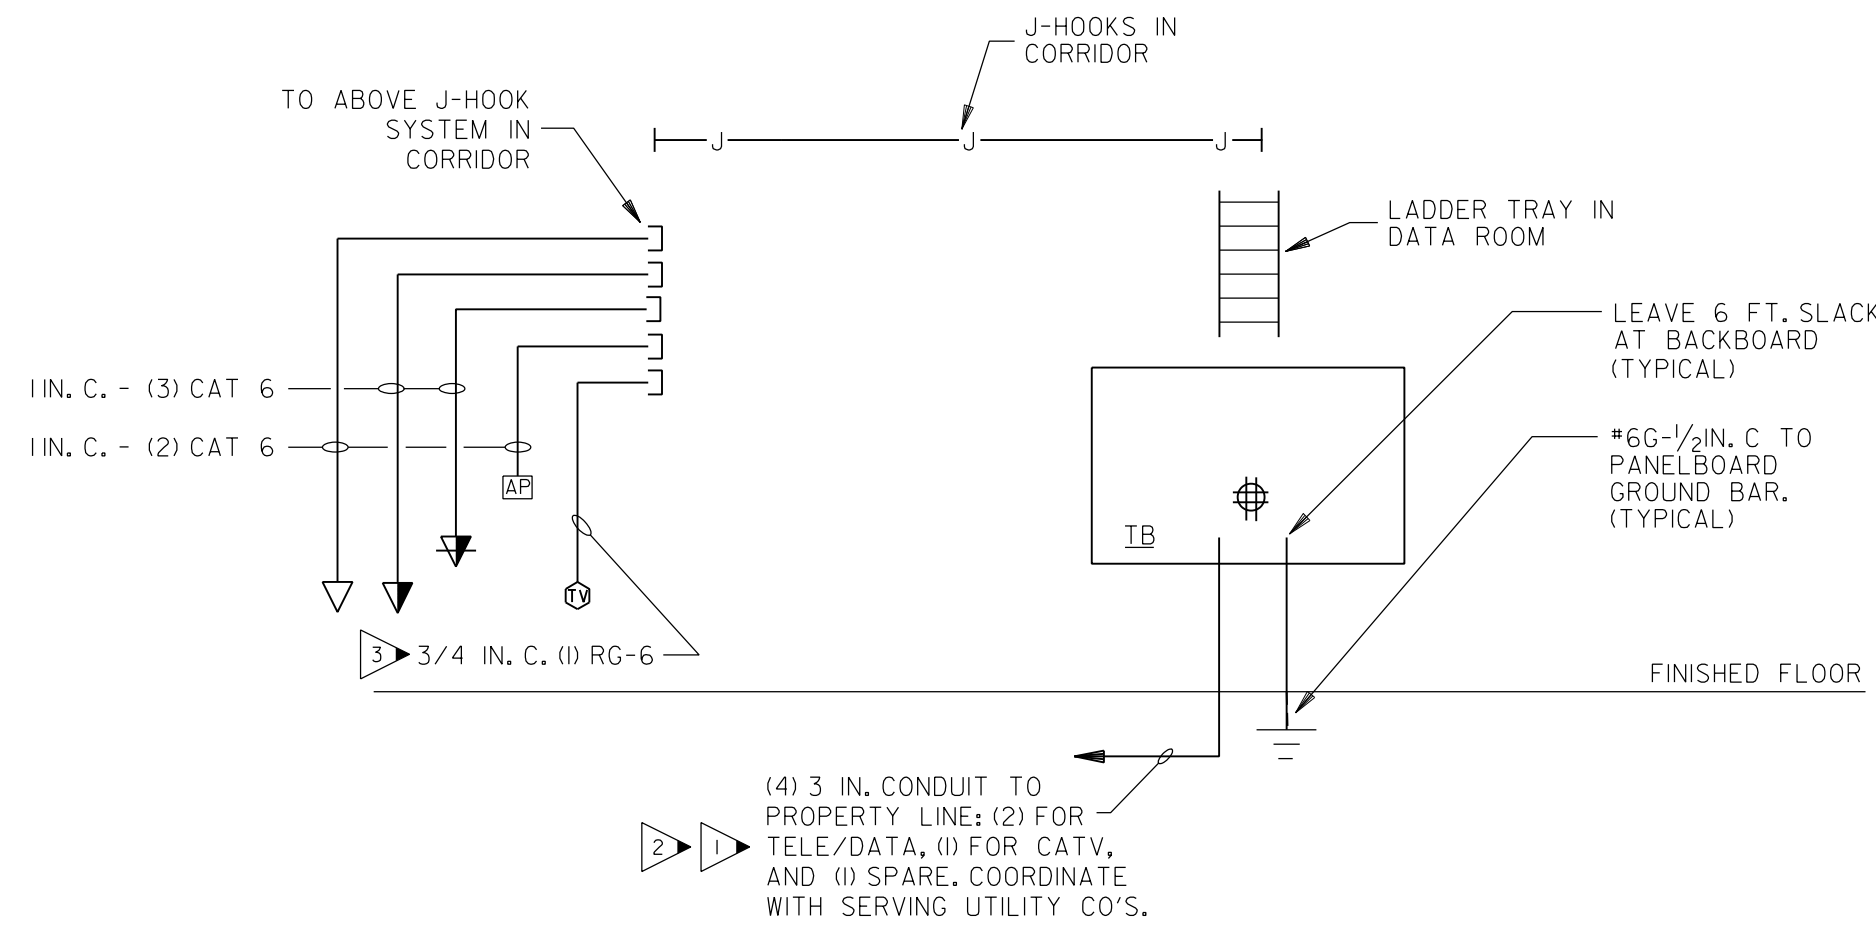 J-HOOKS IN
CORRIDOR
TO ABOVE J-HOOK
SYSTEM IN
CORRIDOR
J
J
J
LADDER TRAY IN
DATA ROOM
LEAVE 6 FT. SLACK
AT BACKBOARD
(TYPICAL)
1 IN. C. - (3) CAT 6
1 IN. C. - (2) CAT 6
#6G-1/2IN. C TO
PANELBOARD
GROUND BAR.
(TYPICAL)
AP
TB
TV
3
3/4 IN. C. (1) RG-6
FINISHED FLOOR
(4) 3 IN. CONDUIT TO
PROPERTY LINE: (2) FOR
TELE/DATA, (1) FOR CATV,
AND (1) SPARE. COORDINATE
WITH SERVING UTILITY CO'S.
2
1